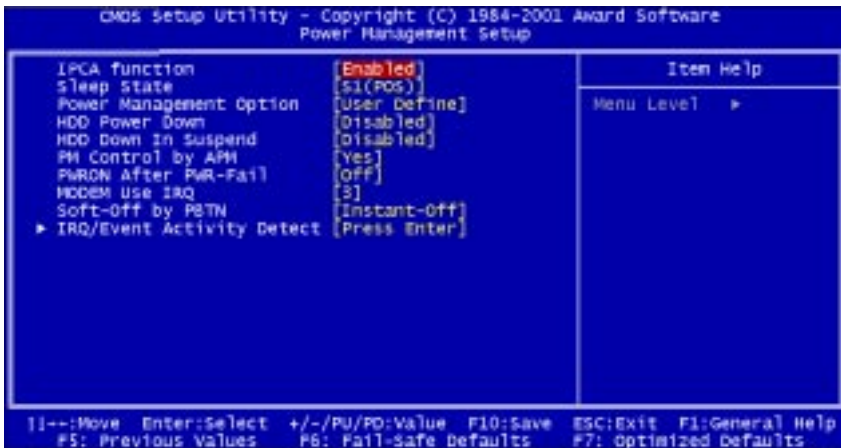 CMOS Setup Utility - Copyright (C) 1984-2001 Award Software
Power Management Setup
IPCA function [Enabled]
Sleep State [S1(POS)]
Power Management Option [User Define]
HDD Power Down [Disabled]
HDD Down In Suspend [Disabled]
PM Control by APM [Yes]
PWRON After PWR-Fail [Off]
MODEM Use IRQ [3]
Soft-Off by PBTN [Instant-Off]
► IRQ/Event Activity Detect [Press Enter]
Item Help
Menu Level ►
:Move Enter:Select +/-/PU/PD:Value F10:Save ESC:Exit F1:General Help
F5: Previous Values F6: Fail-Safe Defaults F7: Optimized Defaults